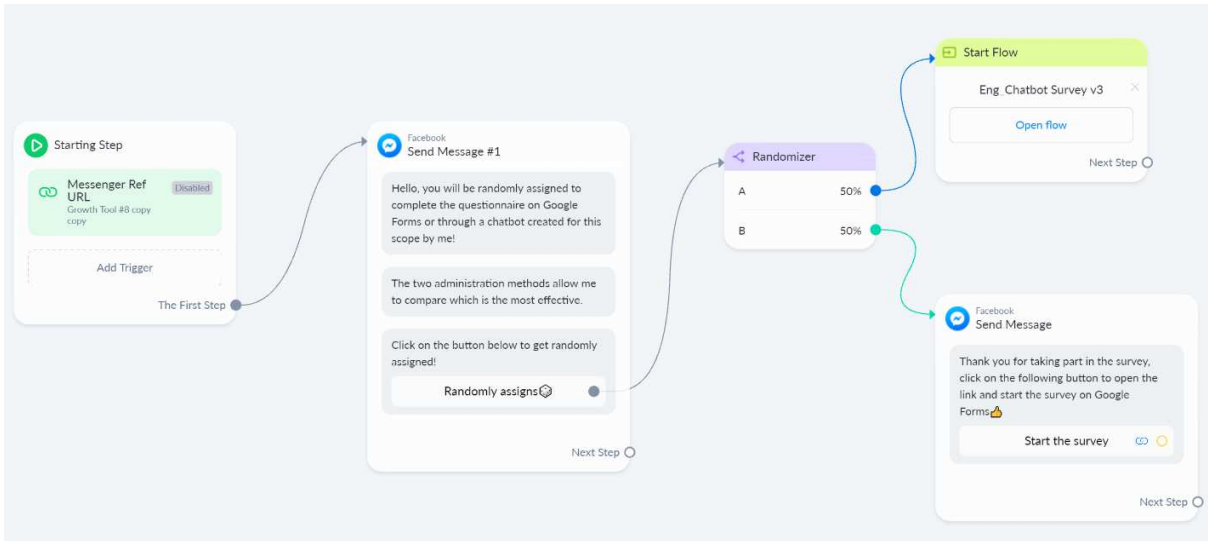 Starting Step
Messenger Ref
URL
Disabled
Growth Tool #8 copy
copy
Add Trigger
The First Step
Facebook
Send Message #1
Hello, you will be randomly assigned to
complete the questionnaire on Google
Forms or through a chatbot created for this
scope by me!
The two administration methods allow me
to compare which is the most effective.
Click on the button below to get randomly
assigned!
Randomly assigns🎲
Next Step
Randomizer
A 50%
B 50%
Start Flow
Eng Chatbot Survey v3
Open flow
Next Step
Facebook
Send Message
Thank you for taking part in the survey,
click on the following button to open the
link and start the survey on Google
Forms👍
Start the survey
Next Step